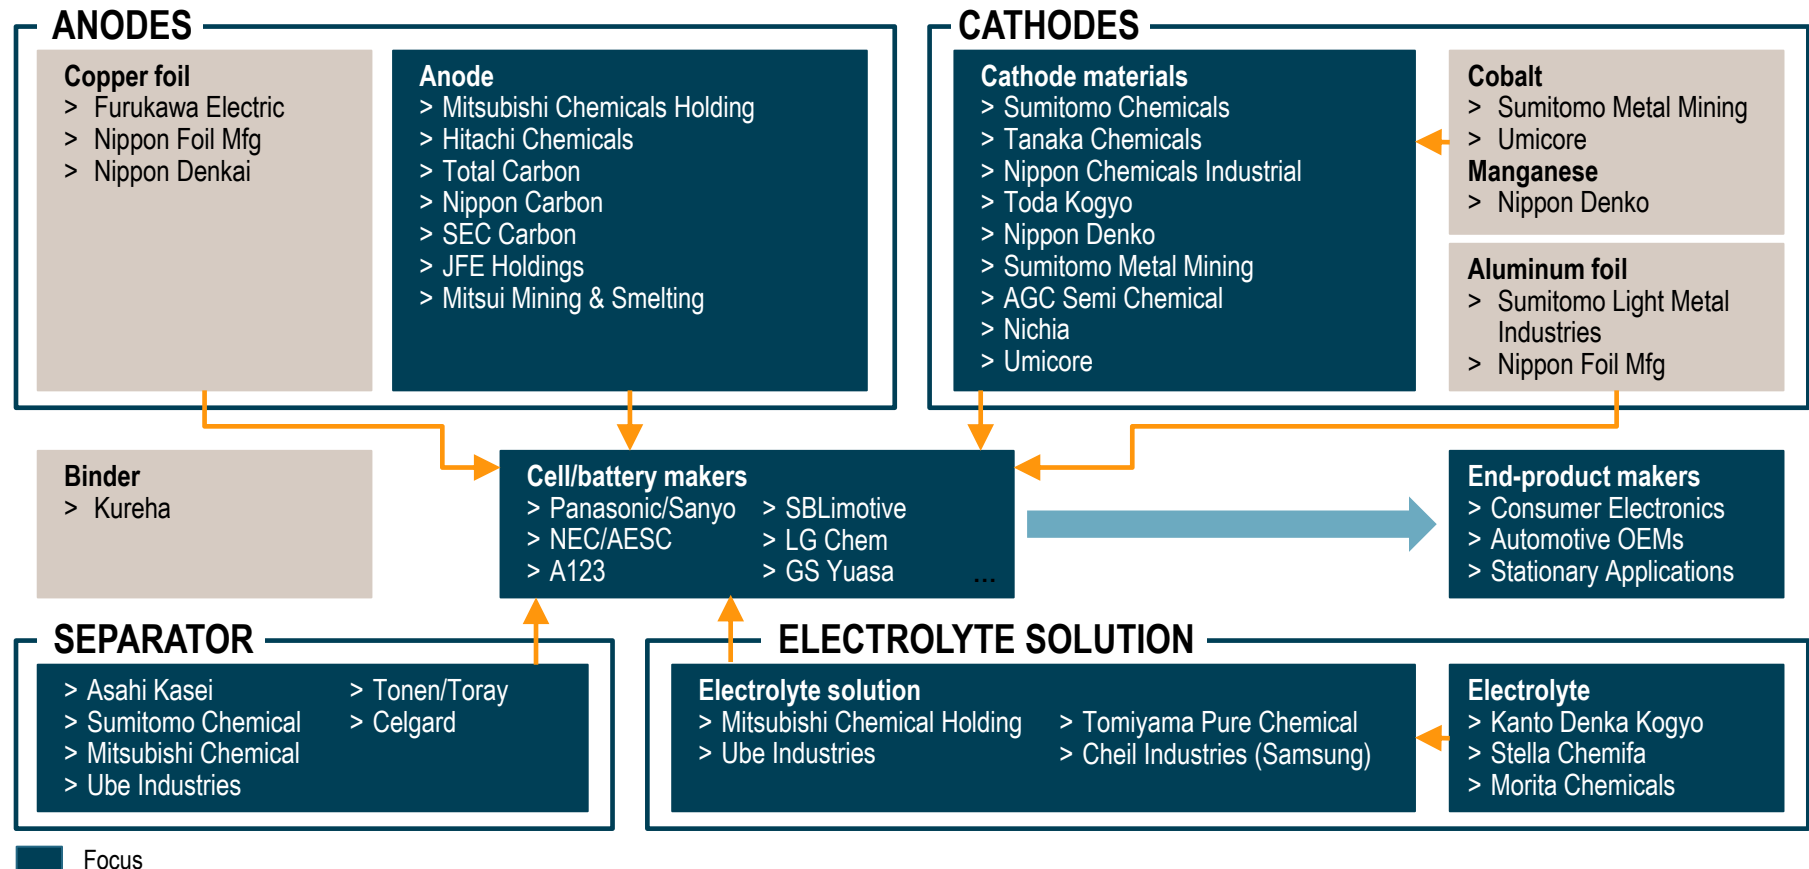 ANODES
Copper foil
> Furukawa Electric
> Nippon Foil Mfg
> Nippon Denkai
Anode
> Mitsubishi Chemicals Holding
> Hitachi Chemicals
> Total Carbon
> Nippon Carbon
> SEC Carbon
> JFE Holdings
> Mitsui Mining & Smelting
CATHODES
Cathode materials
> Sumitomo Chemicals
> Tanaka Chemicals
> Nippon Chemicals Industrial
> Toda Kogyo
> Nippon Denko
> Sumitomo Metal Mining
> AGC Semi Chemical
> Nichia
> Umicore
Cobalt
> Sumitomo Metal Mining
> Umicore
Manganese
> Nippon Denko
Aluminum foil
> Sumitomo Light Metal
Industries
> Nippon Foil Mfg
Binder
> Kureha
Cell/battery makers
> Panasonic/Sanyo
> NEC/AESC
> A123
> SBLimotive
> LG Chem
> GS Yuasa
...
End-product makers
> Consumer Electronics
> Automotive OEMs
> Stationary Applications
SEPARATOR
> Asahi Kasei
> Sumitomo Chemical
> Mitsubishi Chemical
> Ube Industries
> Tonen/Toray
> Celgard
ELECTROLYTE SOLUTION
Electrolyte solution
> Mitsubishi Chemical Holding
> Ube Industries
> Tomiyama Pure Chemical
> Cheil Industries (Samsung)
Electrolyte
> Kanto Denka Kogyo
> Stella Chemifa
> Morita Chemicals
Focus